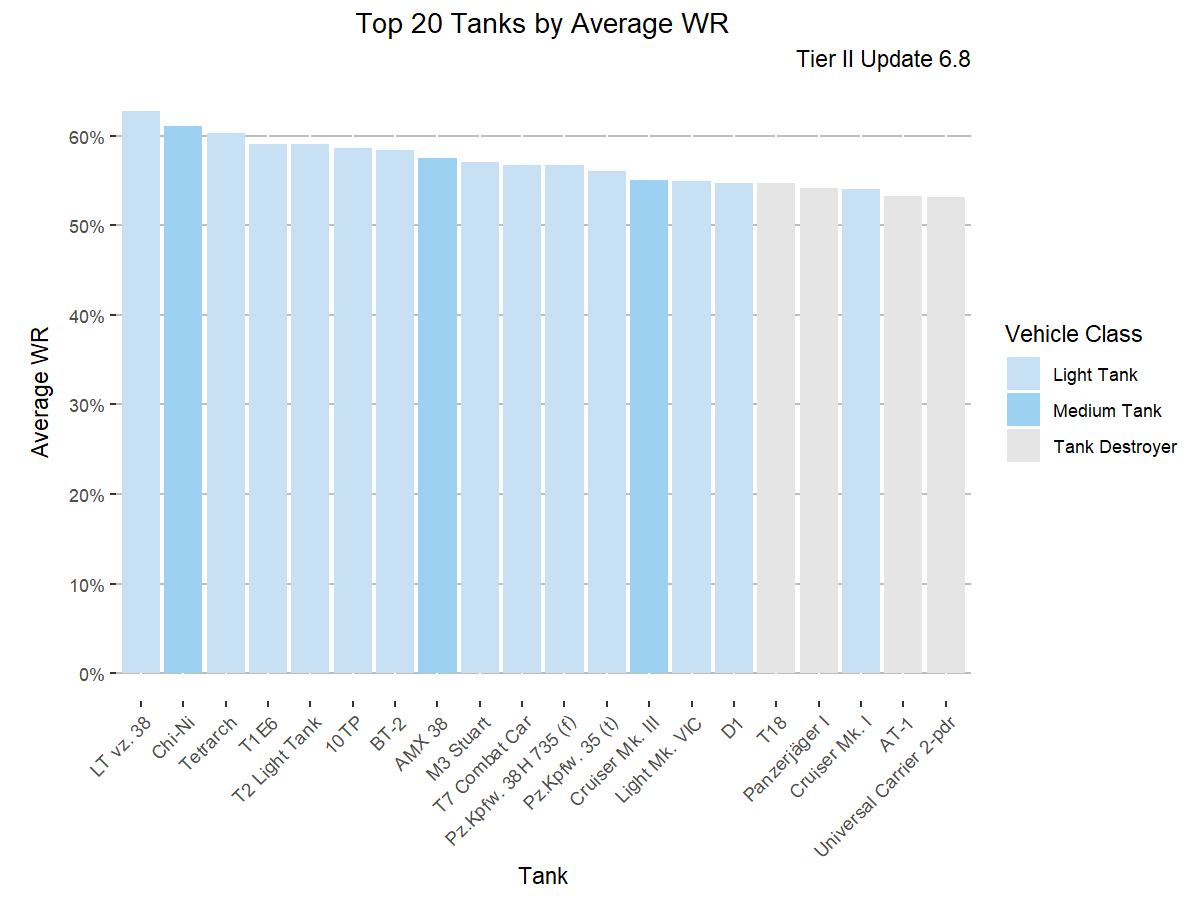 Top 20 Tanks by Average WR
Tier II Update 6.8
Average WR
60%
50%
40%
30%
20%
10%
0%
LT vz. 38
Chi-Ni
Tetrarch
T1E6
T2 Light Tank
10TP
BT-2
AMX 38
M3 Stuart
T7 Combat Car
Pz.Kpfw. 38H 735 (f)
Pz.Kpfw. 35 (t)
Cruiser Mk. III
Light Mk. VIC
D1
T18
Panzerjäger I
Cruiser Mk. I
AT-1
Universal Carrier 2-pdr
Tank
Vehicle Class
Light Tank
Medium Tank
Tank Destroyer